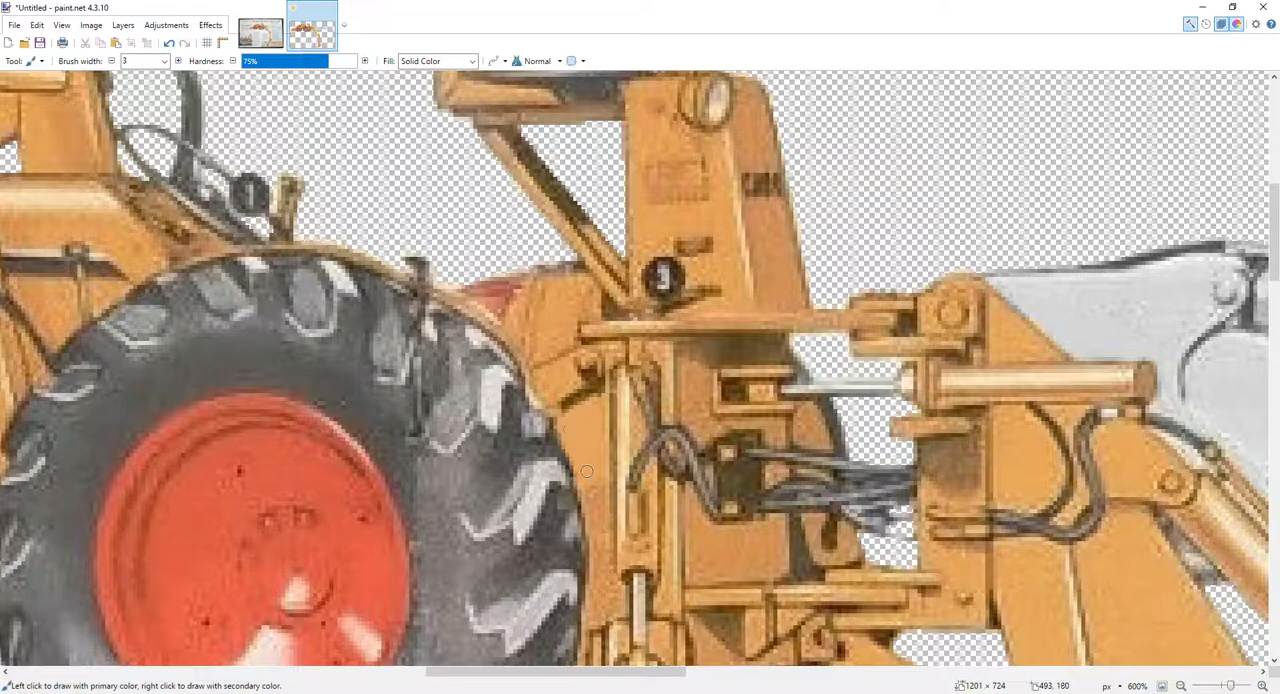 *Untitled - paint.net 4.3.10
File Edit View Image Layers Adjustments Effects
Tool: Brush width: 3 Hardness: 75% Fill: Solid Color Normal
1
3
Left click to draw with primary color, right click to draw with secondary color. 1201 × 724 493, 180 px 600%